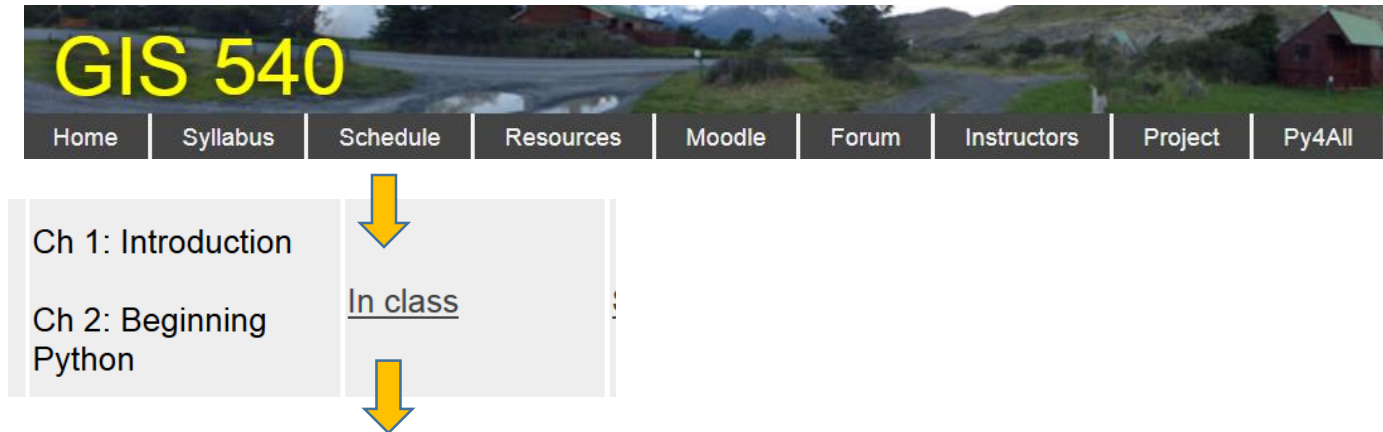 GIS 540
Home Syllabus Schedule Resources Moodle Forum Instructors Project Py4All
Ch 1: Introduction
Ch 2: Beginning
Python
In class